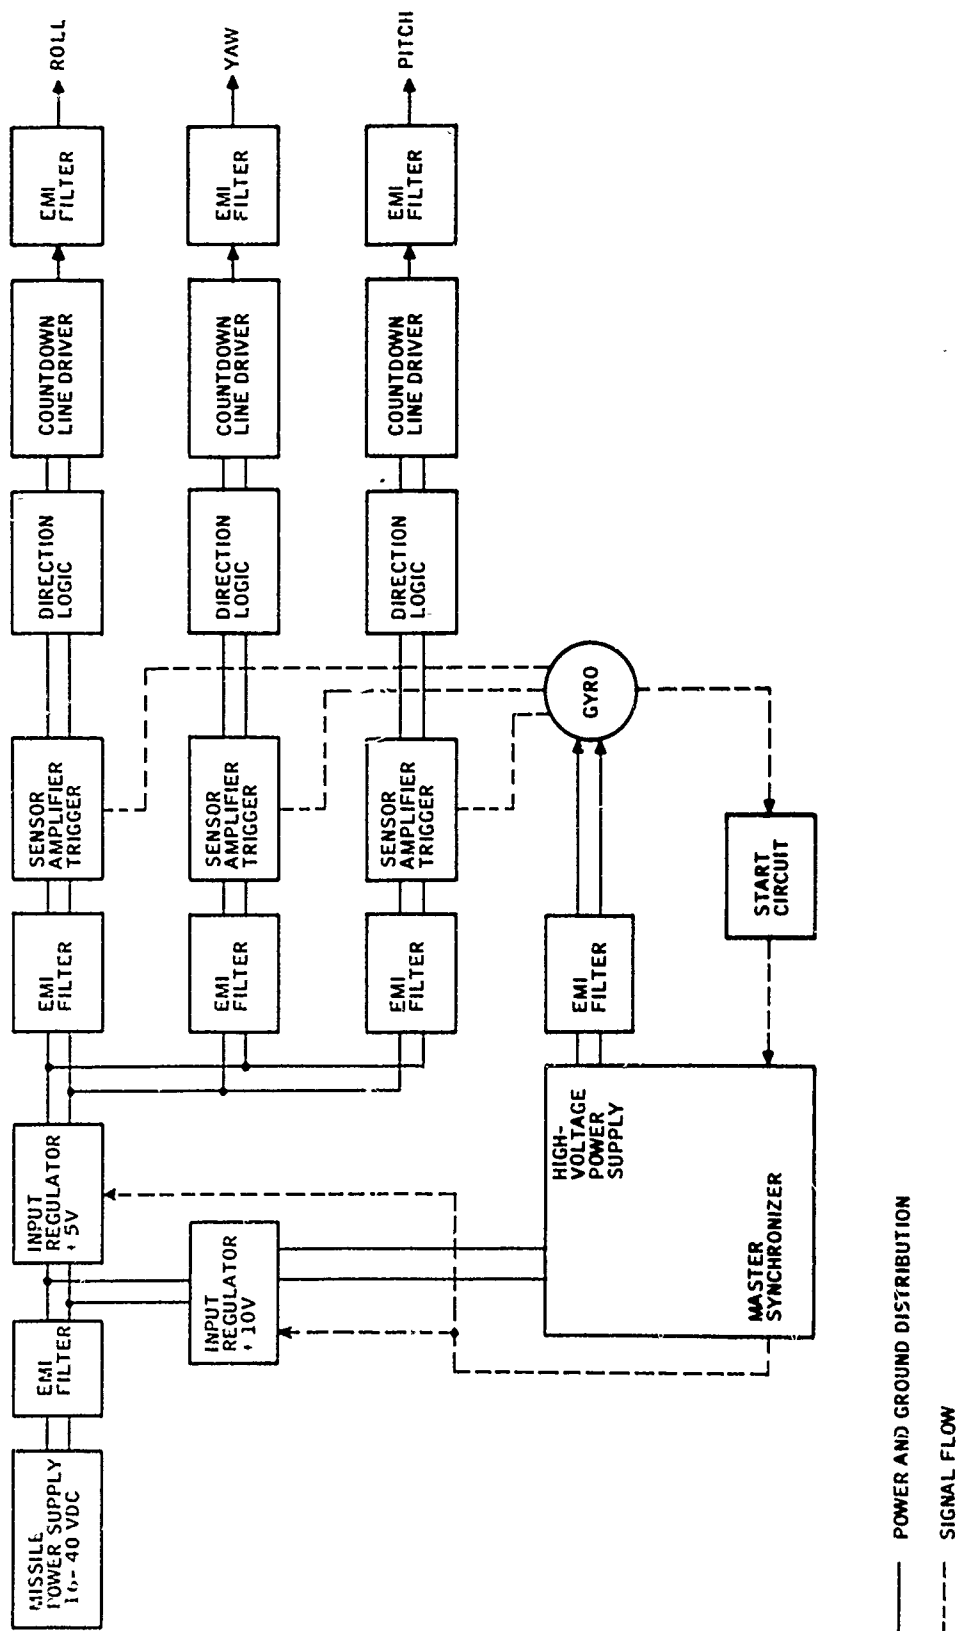 MISSILE
POWER SUPPLY
16-40 VDC
EMI
FILTER
INPUT
REGULATOR
+ 5V
EMI
FILTER
SENSOR
AMPLIFIER
TRIGGER
DIRECTION
LOGIC
COUNTDOWN
LINE DRIVER
EMI
FILTER
ROLL
INPUT
REGULATOR
+ 10V
EMI
FILTER
SENSOR
AMPLIFIER
TRIGGER
DIRECTION
LOGIC
COUNTDOWN
LINE DRIVER
EMI
FILTER
YAW
EMI
FILTER
SENSOR
AMPLIFIER
TRIGGER
DIRECTION
LOGIC
COUNTDOWN
LINE DRIVER
EMI
FILTER
PITCH
HIGH-
VOLTAGE
POWER
SUPPLY
MASTER
SYNCHRONIZER
EMI
FILTER
GYRO
START
CIRCUIT
POWER AND GROUND DISTRIBUTION
SIGNAL FLOW